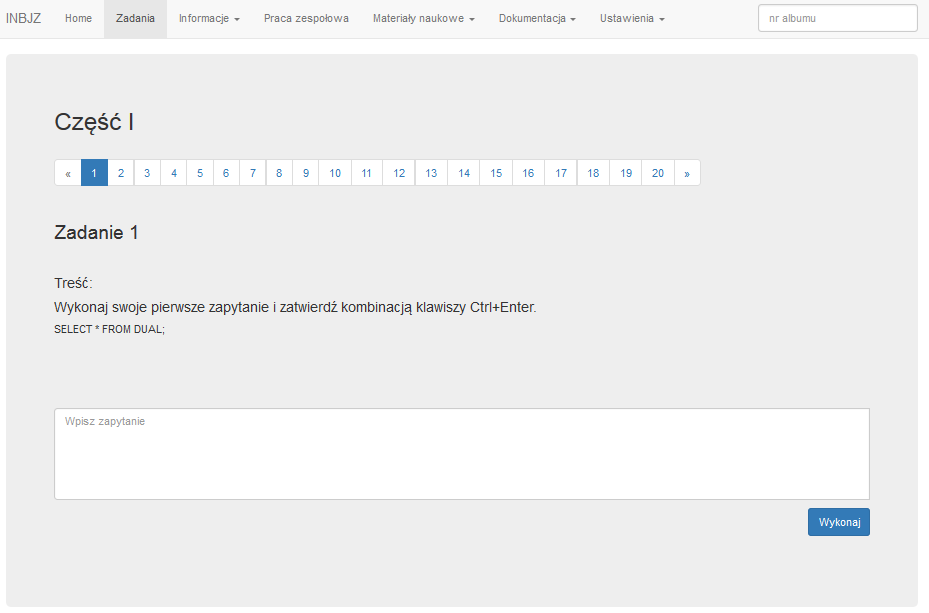 INBJZ Home Zadania Informacje Praca zespołowa Materiały naukowe Dokumentacja Ustawienia nr albumu
Część I
« 1 2 3 4 5 6 7 8 9 10 11 12 13 14 15 16 17 18 19 20 »
Zadanie 1
Treść:
Wykonaj swoje pierwsze zapytanie i zatwierdź kombinacją klawiszy Ctrl+Enter.
SELECT * FROM DUAL;
Wpisz zapytanie
Wykonaj